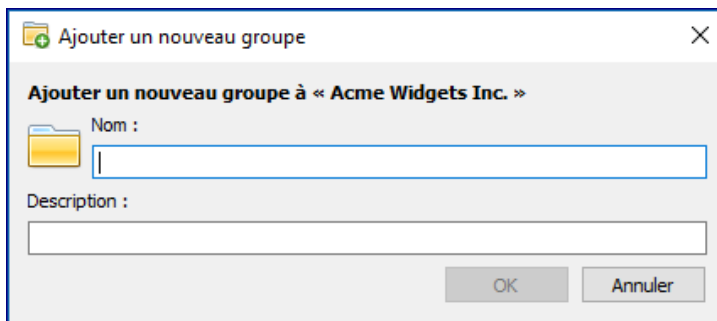 Ajouter un nouveau groupe
Ajouter un nouveau groupe à « Acme Widgets Inc. »
Nom :
Description :
OK
Annuler